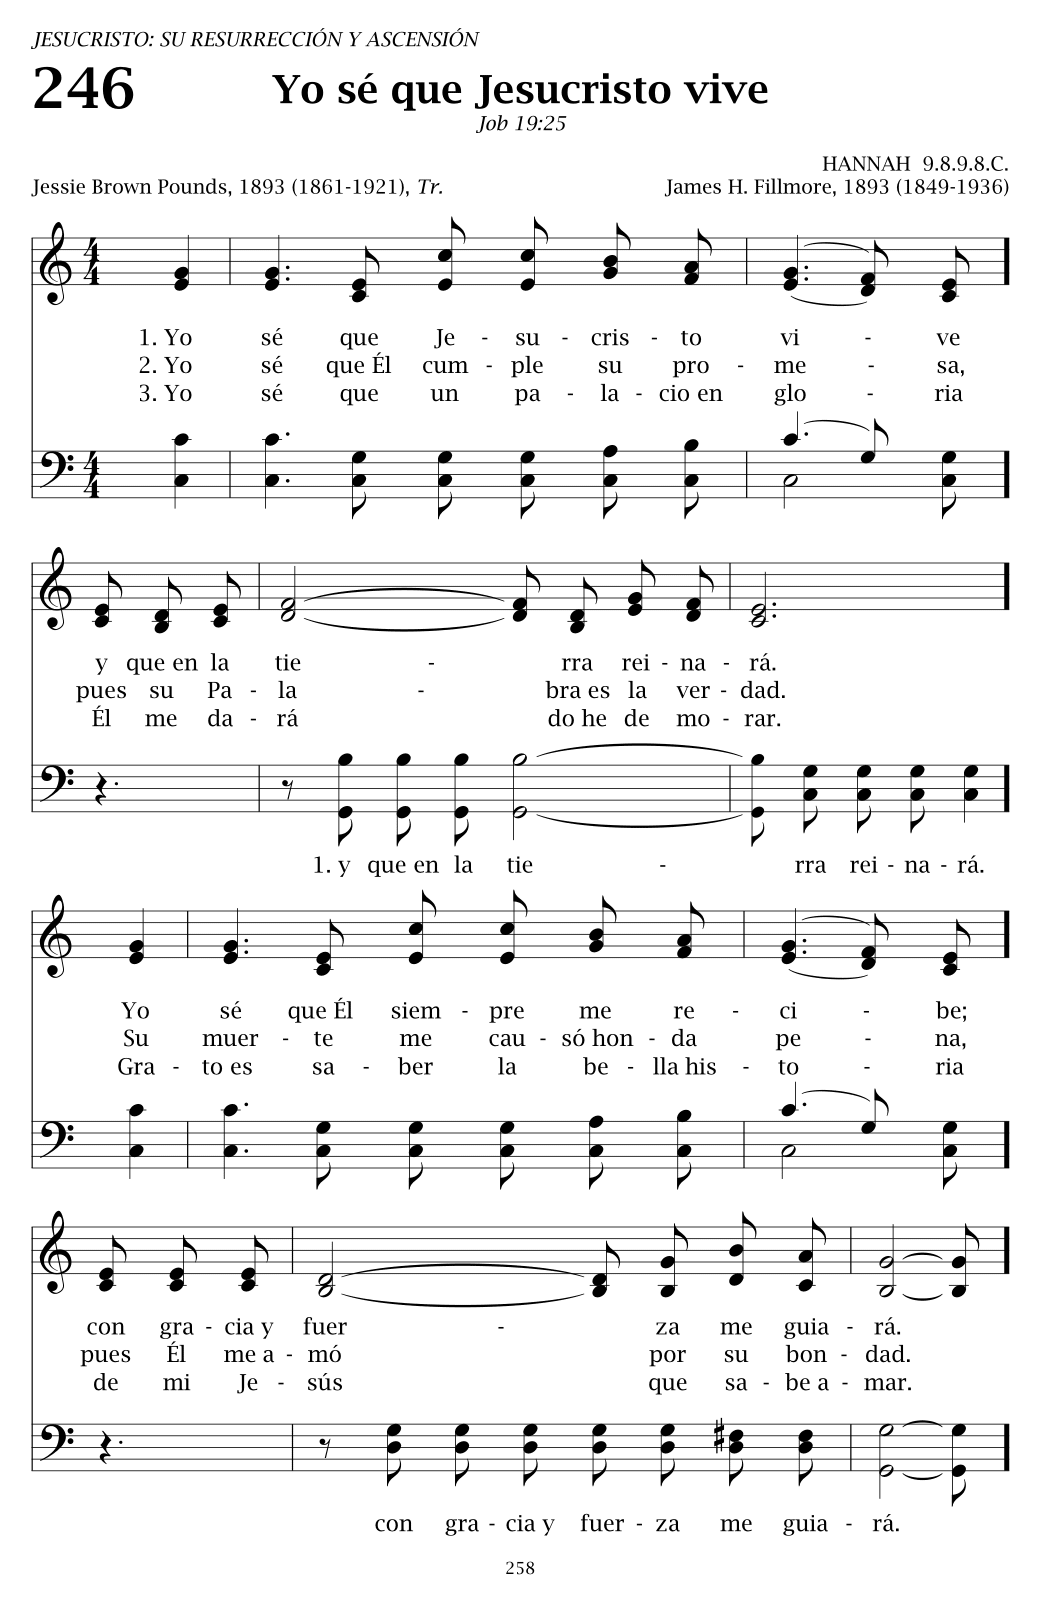 JESUCRISTO: SU RESURRECCIÓN Y ASCENSIÓN
246 Yo sé que Jesucristo vive
Job 19:25
HANNAH 9.8.9.8.C.
Jessie Brown Pounds, 1893 (1861-1921), Tr. James H. Fillmore, 1893 (1849-1936)
4 4
1. Yo sé que Je - su - cris - to vi - ve
2. Yo sé que Él cum - ple su pro - me - sa,
3. Yo sé que un pa - la - cio en glo - ria
4 4
y que en la tie - rra rei - na - rá.
pues su Pa - la - bra es la ver - dad.
Él me da - rá do he de mo - rar.
1. y que en la tie - rra rei - na - rá.
Yo sé que Él siem - pre me re - ci - be;
Su muer - te me cau - só hon - da pe - na,
Gra - to es sa - ber la be - lla his - to - ria
con gra - cia y fuer - za me guia - rá.
pues Él me a - mó por su bon - dad.
de mi Je - sús que sa - be a - mar.
con gra - cia y fuer - za me guia - rá.
258